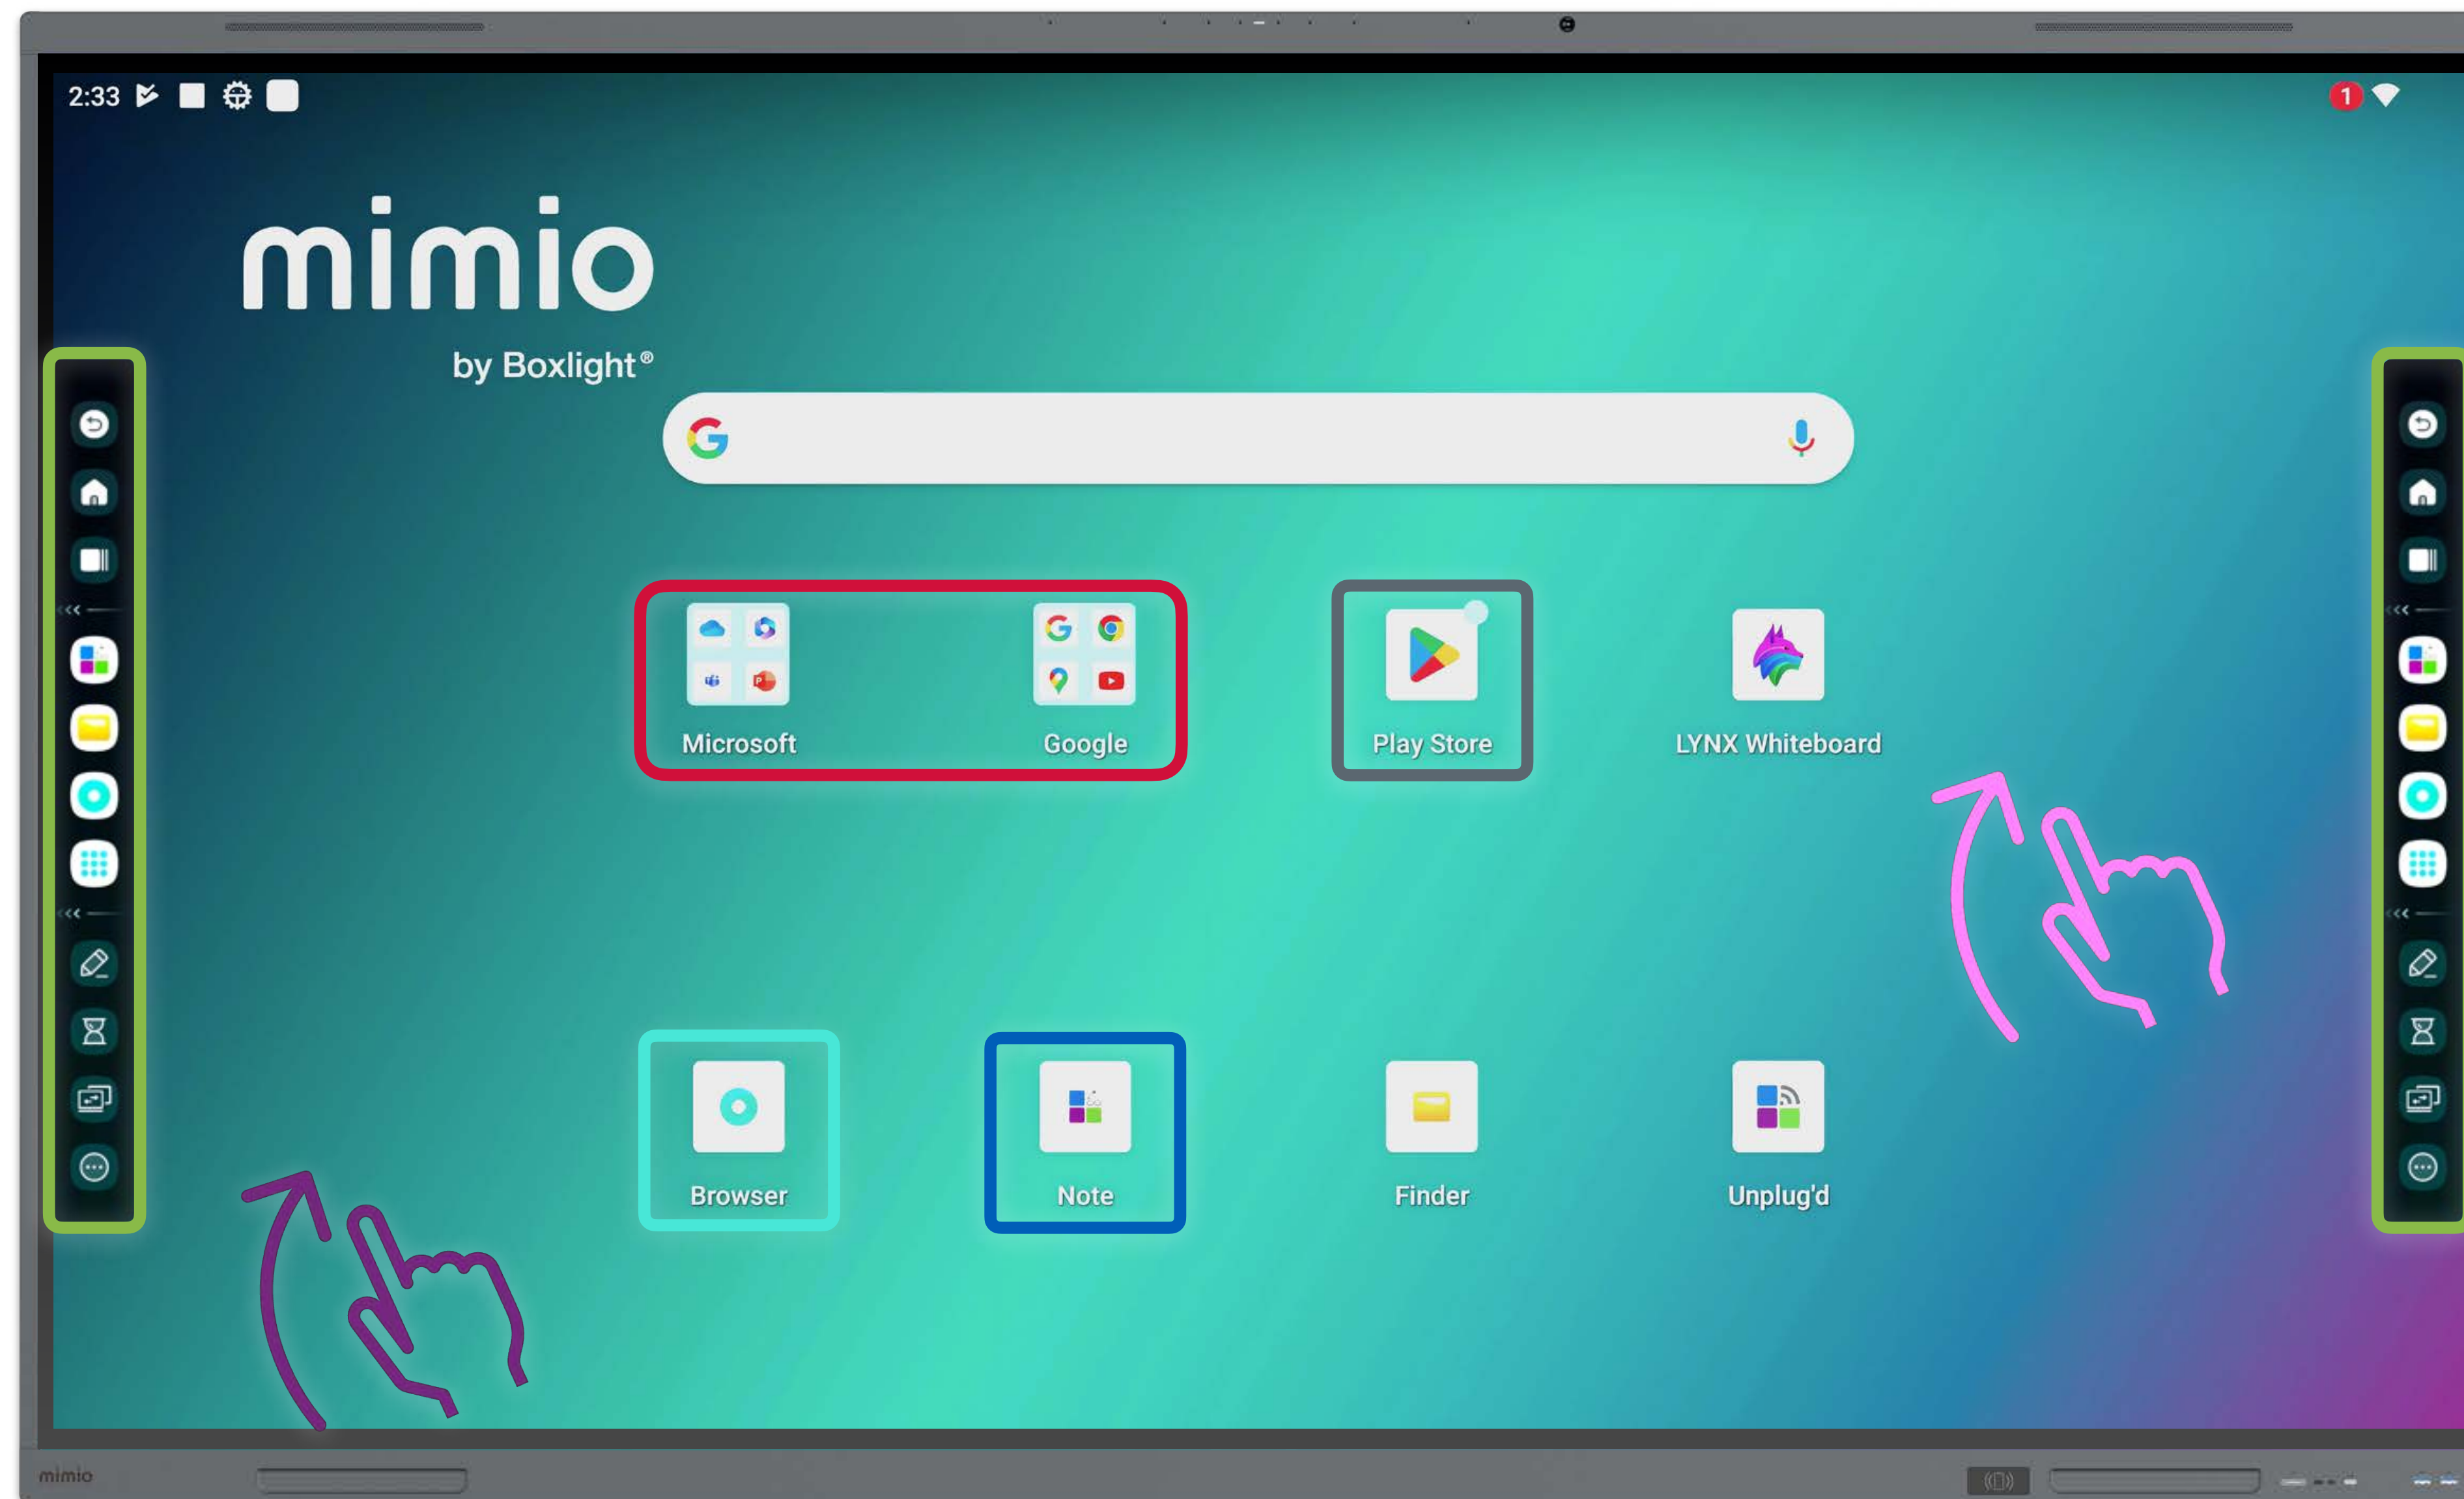 2:33
1
mimio
by Boxlight®
Microsoft
Google
Play Store
LYNX Whiteboard
Browser
Note
Finder
Unplug'd
mimio